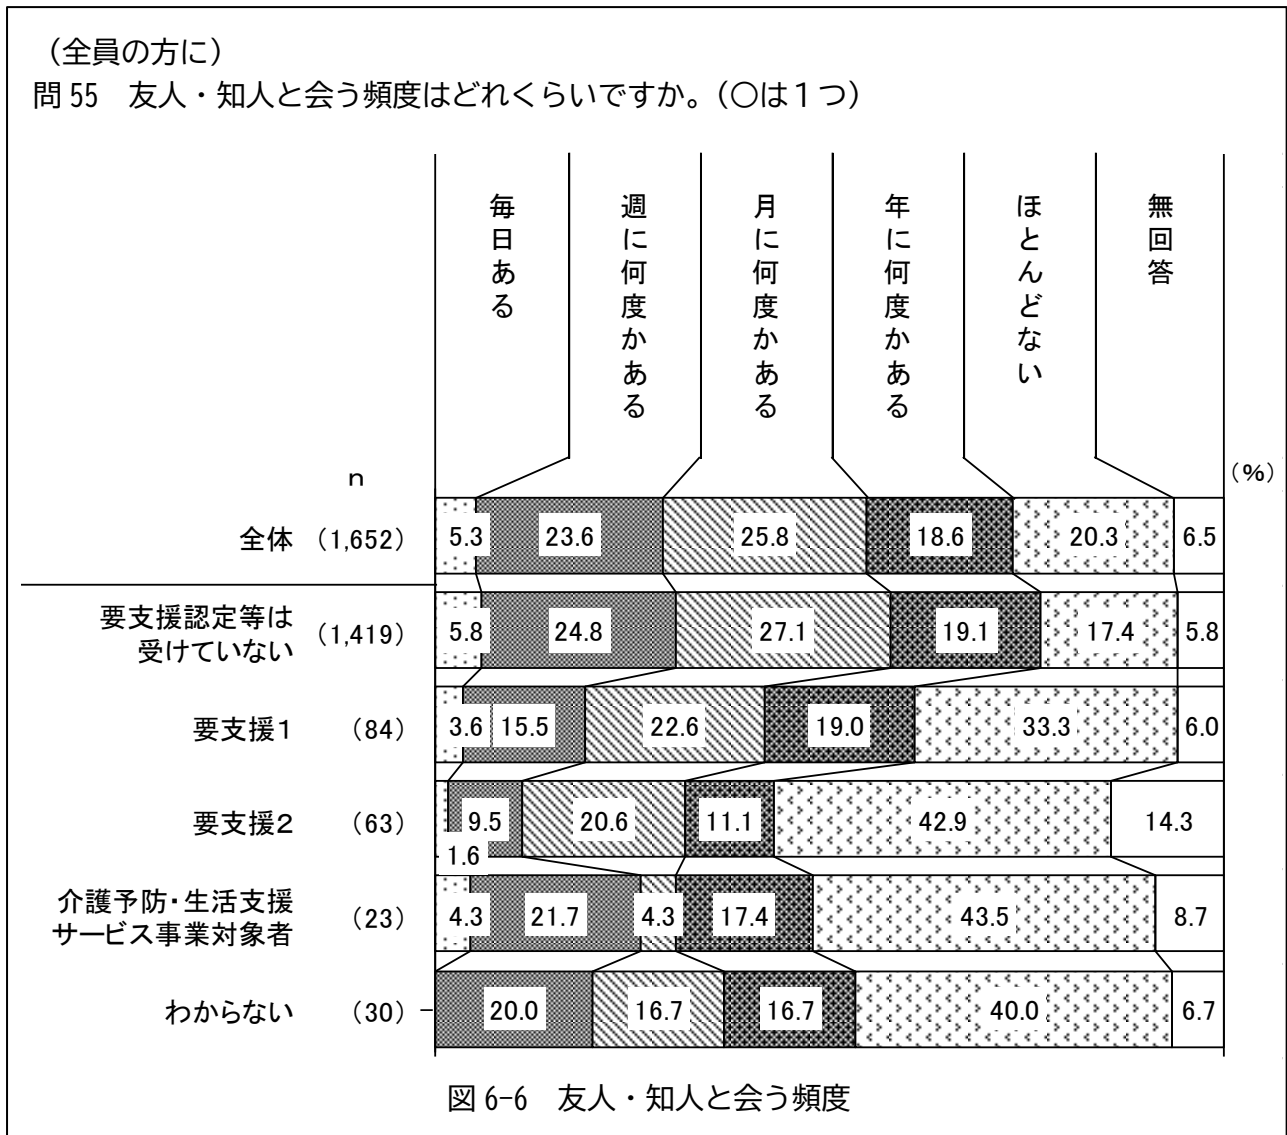 （全員の方に）
問 55　友人・知人と会う頻度はどれくらいですか。（○は１つ）
毎日ある
週に何度かある
月に何度かある
年に何度かある
ほとんどない
無回答
n
（％）
全体 （1,652） 5.3 23.6 25.8 18.6 20.3 6.5
要支援認定等は
受けていない
（1,419） 5.8 24.8 27.1 19.1 17.4 5.8
要支援１ （84） 3.6 15.5 22.6 19.0 33.3 6.0
要支援２ （63） 1.6 9.5 20.6 11.1 42.9 14.3
介護予防・生活支援
サービス事業対象者
（23） 4.3 21.7 4.3 17.4 43.5 8.7
わからない （30） 20.0 16.7 16.7 40.0 6.7
図 6-6　友人・知人と会う頻度